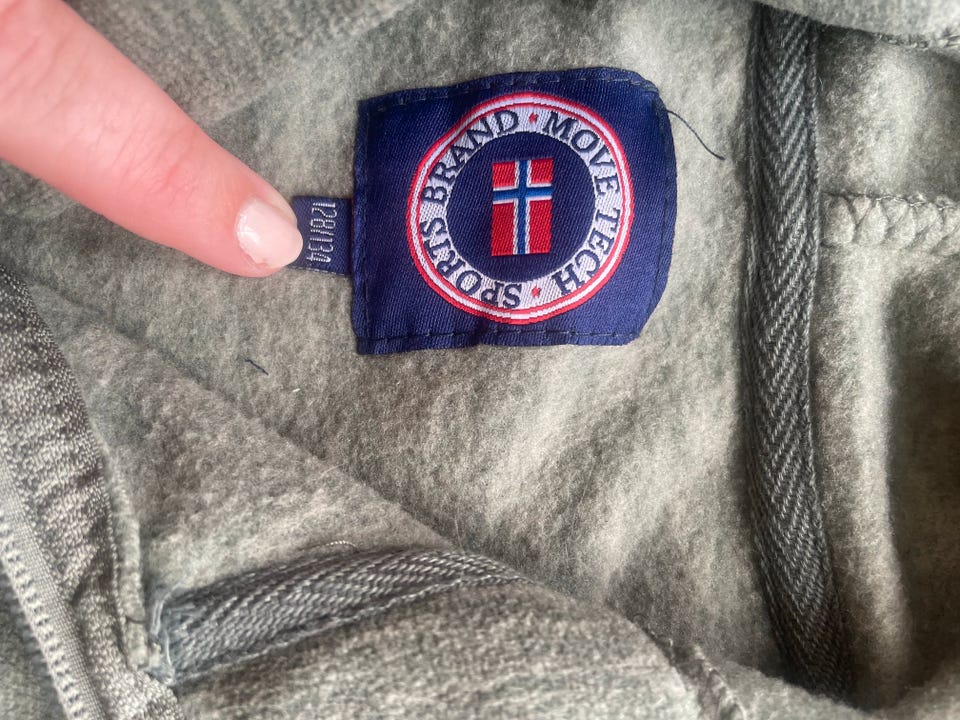 SPORTS BRAND • MOVE TECH •
128/134